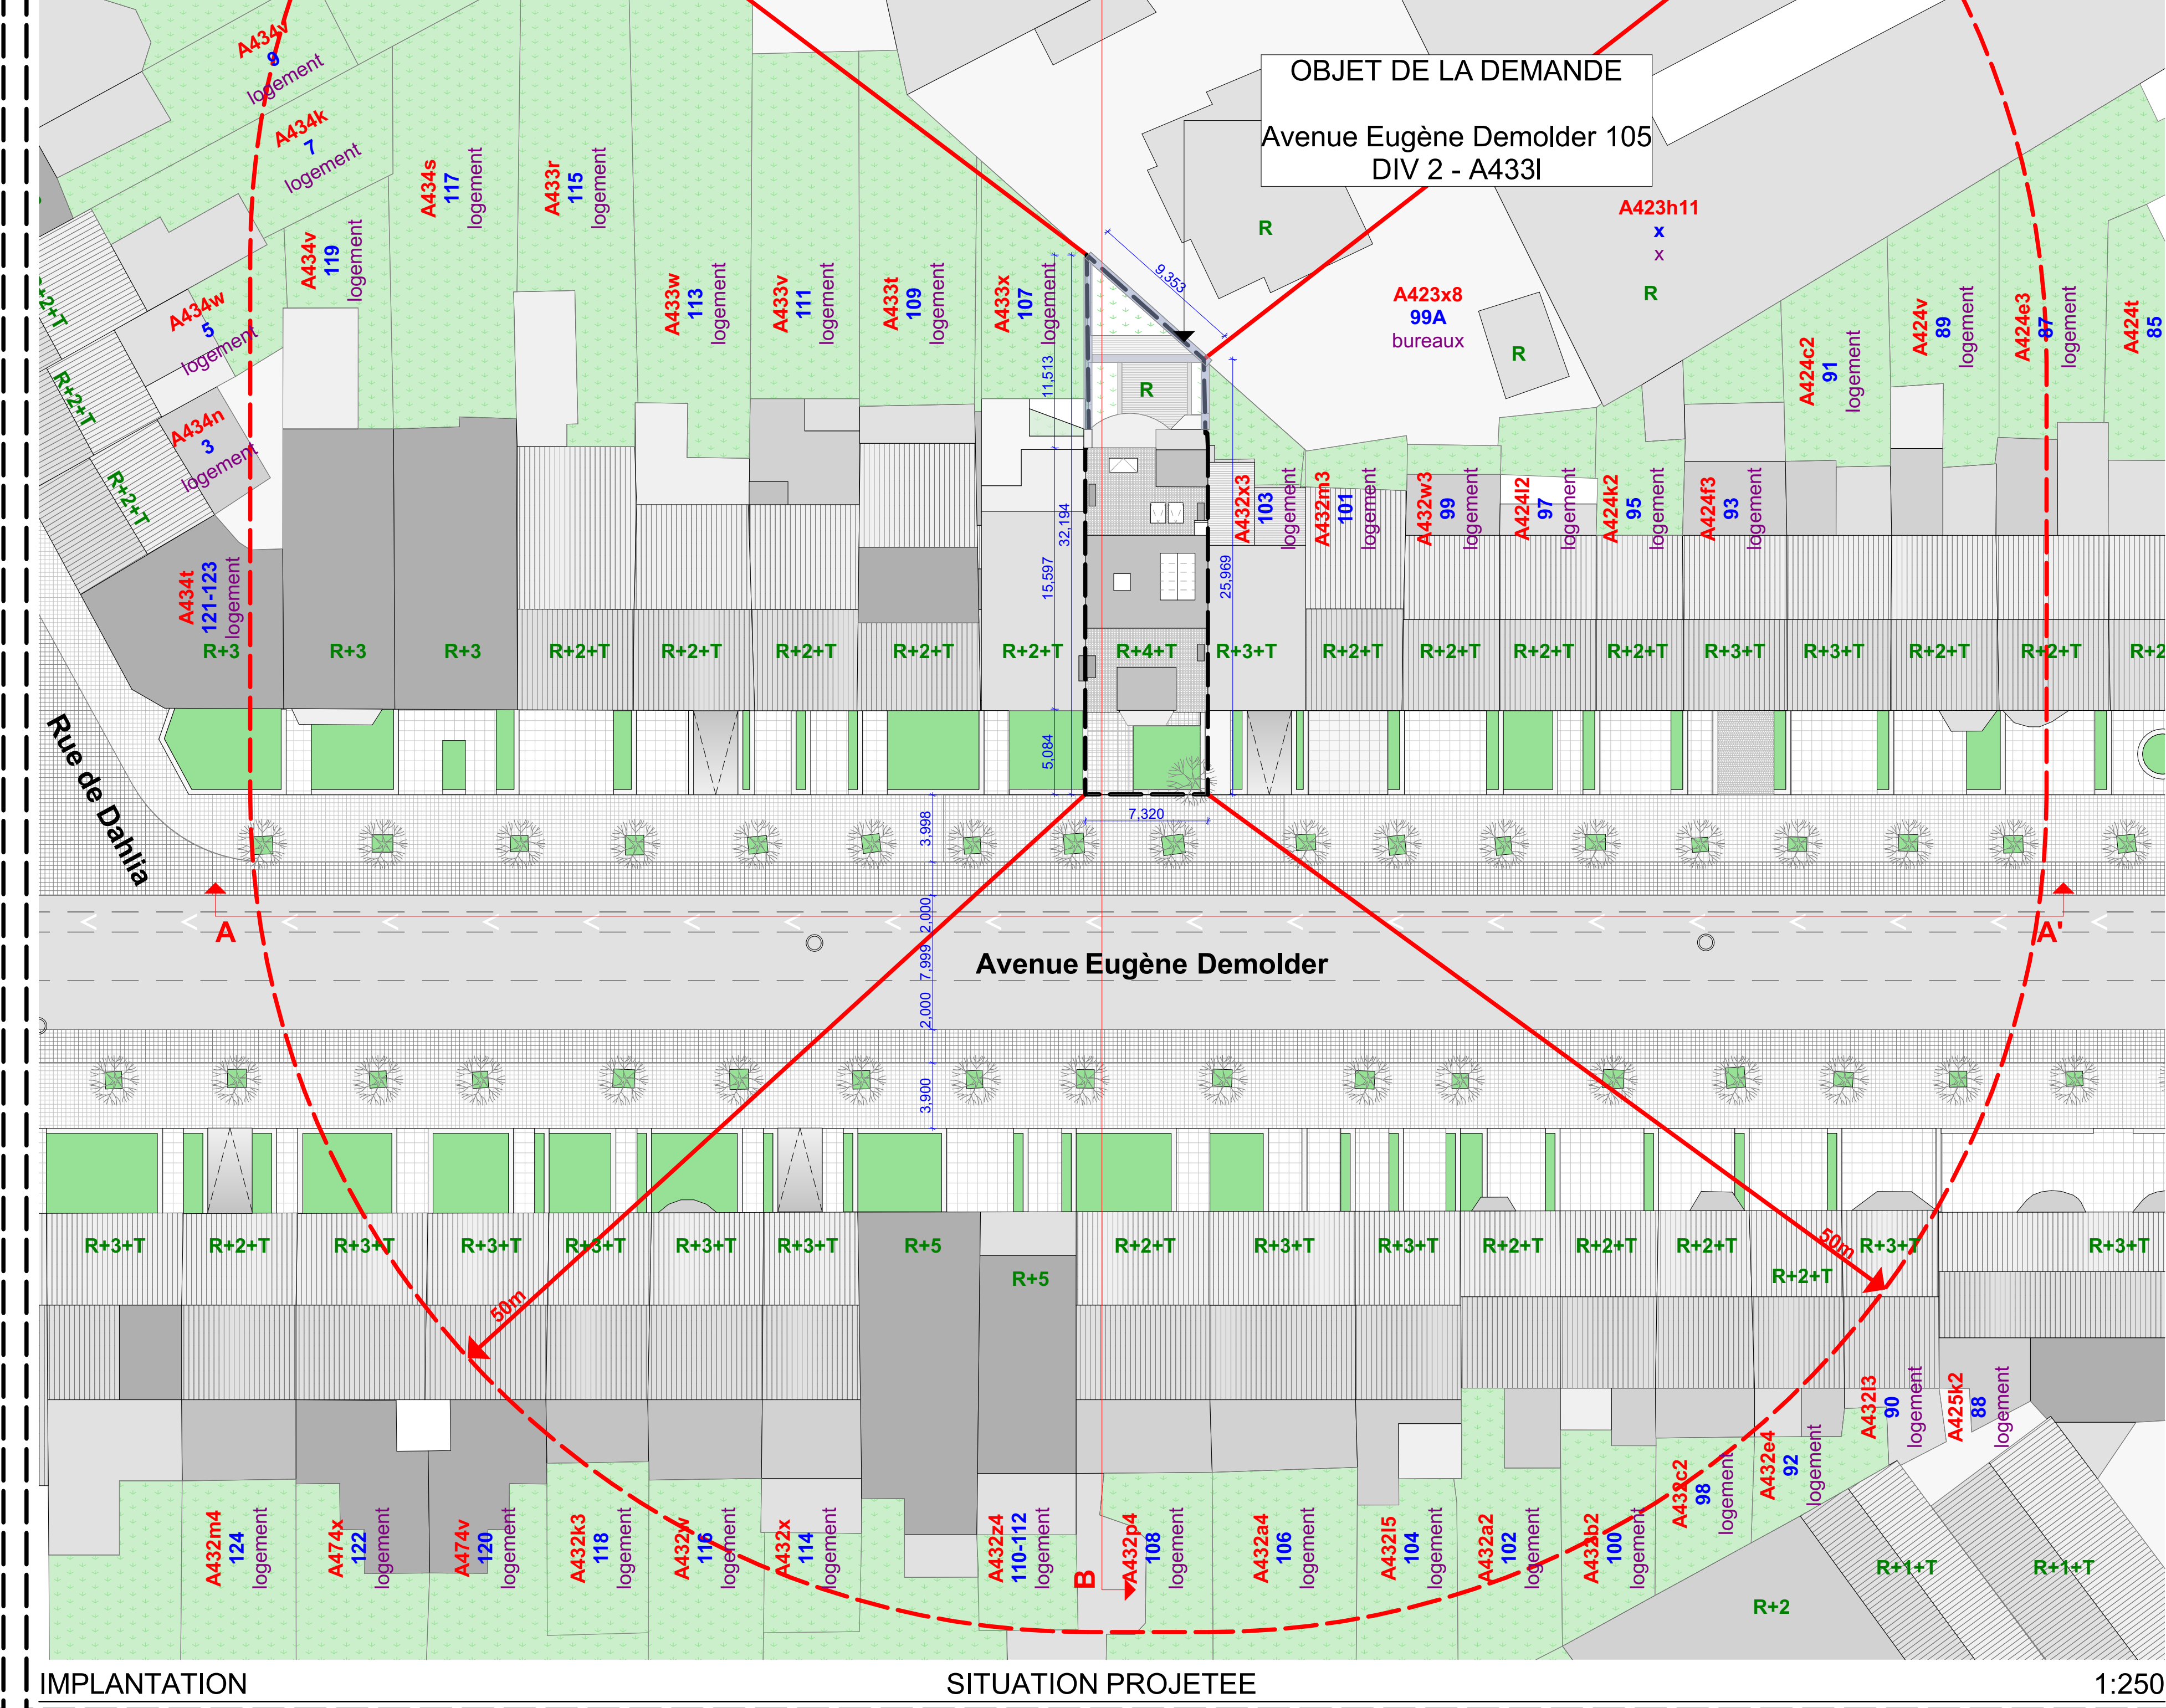 OBJET DE LA DEMANDE
Avenue Eugène Demolder 105
DIV 2 - A433l
A434v
9
logement
A434k
7
logement
A434s
117
logement
A433r
115
logement
A434v
119
logement
A434w
5
logement
A434n
3
logement
A433w
113
logement
A433v
111
logement
A433t
109
logement
A433x
107
logement
R
A423h11
x
x
R
A423x8
99A
bureaux
R
A424c2
91
logement
A424v
89
logement
A424e3
87
logement
A424t
85
9,353
11,513
R
R+2+T
R+2+T
R+2+T
A434t
121-123
logement
32,194
15,597
25,969
A432x3
103
logement
A432m3
101
logement
A432w3
99
logement
A424l2
97
logement
A424k2
95
logement
A424f3
93
logement
R+3
R+3
R+3
R+2+T
R+2+T
R+2+T
R+2+T
R+2+T
R+4+T
R+3+T
R+2+T
R+2+T
R+2+T
R+2+T
R+3+T
R+3+T
R+2+T
R+2+T
R+2
5,084
7,320
3,998
Rue de Dahlia
A
2,000
A'
7,999
Avenue Eugène Demolder
2,000
3,900
R+3+T
R+2+T
R+3+T
R+3+T
R+3+T
R+3+T
R+3+T
R+5
R+5
R+2+T
R+3+T
R+3+T
R+2+T
R+2+T
R+2+T
R+2+T
R+3+T
R+3+T
50m
50m
A432l3
90
logement
A425k2
88
logement
A432m4
124
logement
A474x
122
logement
A474v
120
logement
A432k3
118
logement
A432w
116
logement
A432x
114
logement
A432z4
110-112
logement
B
A432p4
108
logement
A432a4
106
logement
A432l5
104
logement
A432a2
102
logement
A432b2
100
logement
A432c2
98
logement
A432e4
92
logement
R+2
R+1+T
R+1+T
IMPLANTATION
SITUATION PROJETEE
1:250